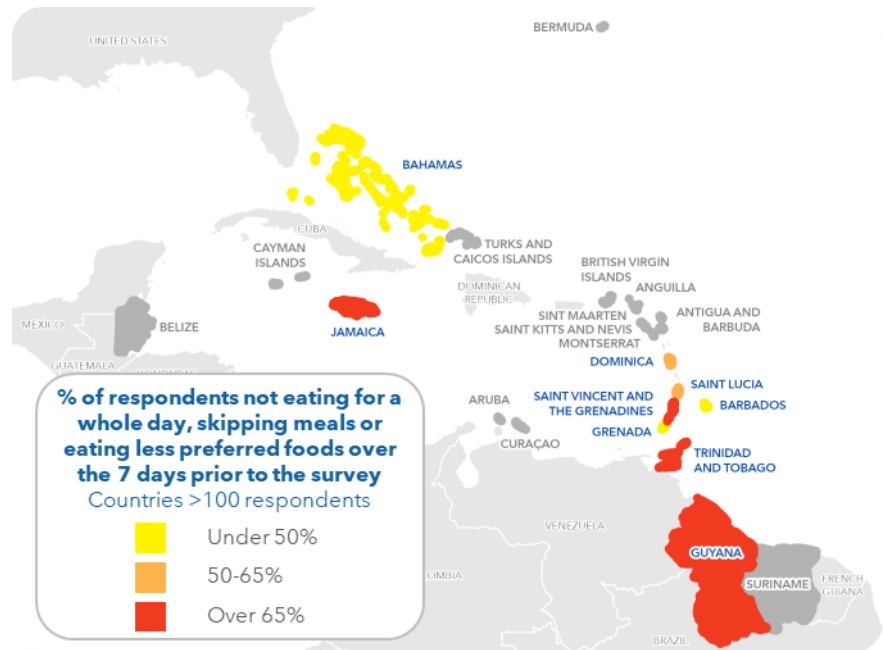 BERMUDA
UNITED STATES
BAHAMAS
CUBA
TURKS AND
CAICOS ISLANDS
CAYMAN
ISLANDS
BRITISH VIRGIN
ISLANDS
DOMINICAN
REPUBLIC
ANGUILLA
SINT MAARTEN
ANTIGUA AND
BARBUDA
SAINT KITTS AND NEVIS
MONTSERRAT
MEXICO
BELIZE
JAMAICA
GUATEMALA
HONDURAS
DOMINICA
SAINT LUCIA
SAINT VINCENT AND
THE GRENADINES
BARBADOS
ARUBA
GRENADA
CURAÇAO
TRINIDAD
AND TOBAGO
VENEZUELA
GUYANA
SURINAME
FRENCH
GUIANA
LOMBIA
BRAZIL
% of respondents not eating for a
whole day, skipping meals or
eating less preferred foods over
the 7 days prior to the survey
Countries >100 respondents
Under 50%
50-65%
Over 65%